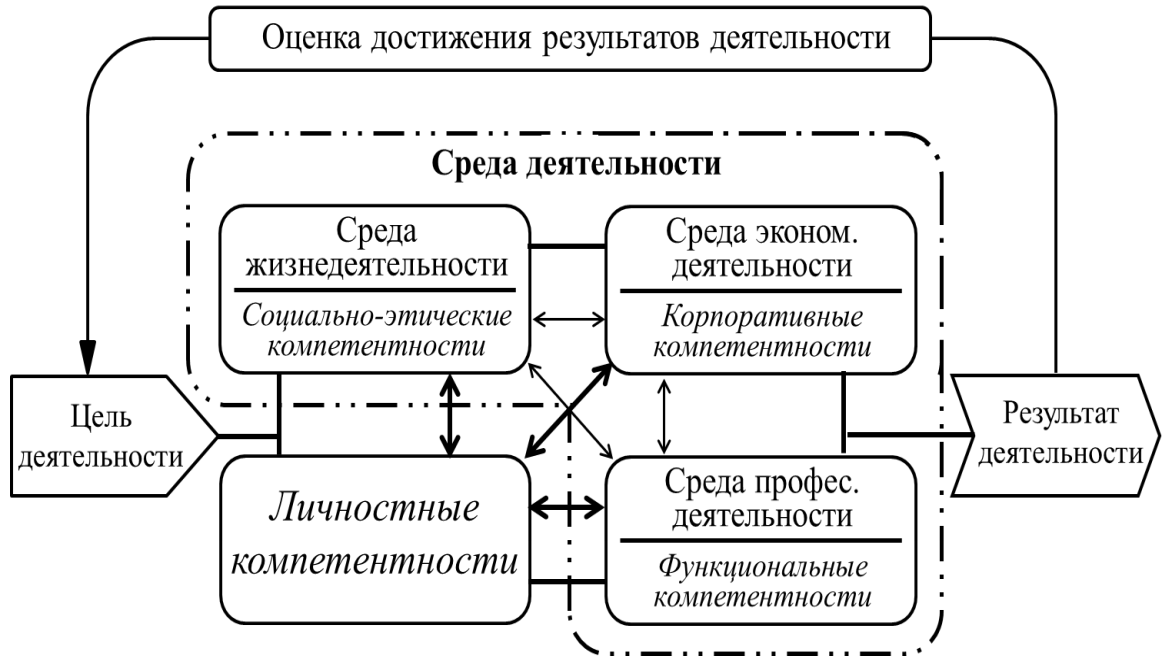 Оценка достижения результатов деятельности
Среда деятельности
Среда
жизнедеятельности
Социально-этические
компетентности
Среда эконом.
деятельности
Корпоративные
компетентности
Цель
деятельности
Результат
деятельности
Личностные
компетентности
Среда профес.
деятельности
Функциональные
компетентности